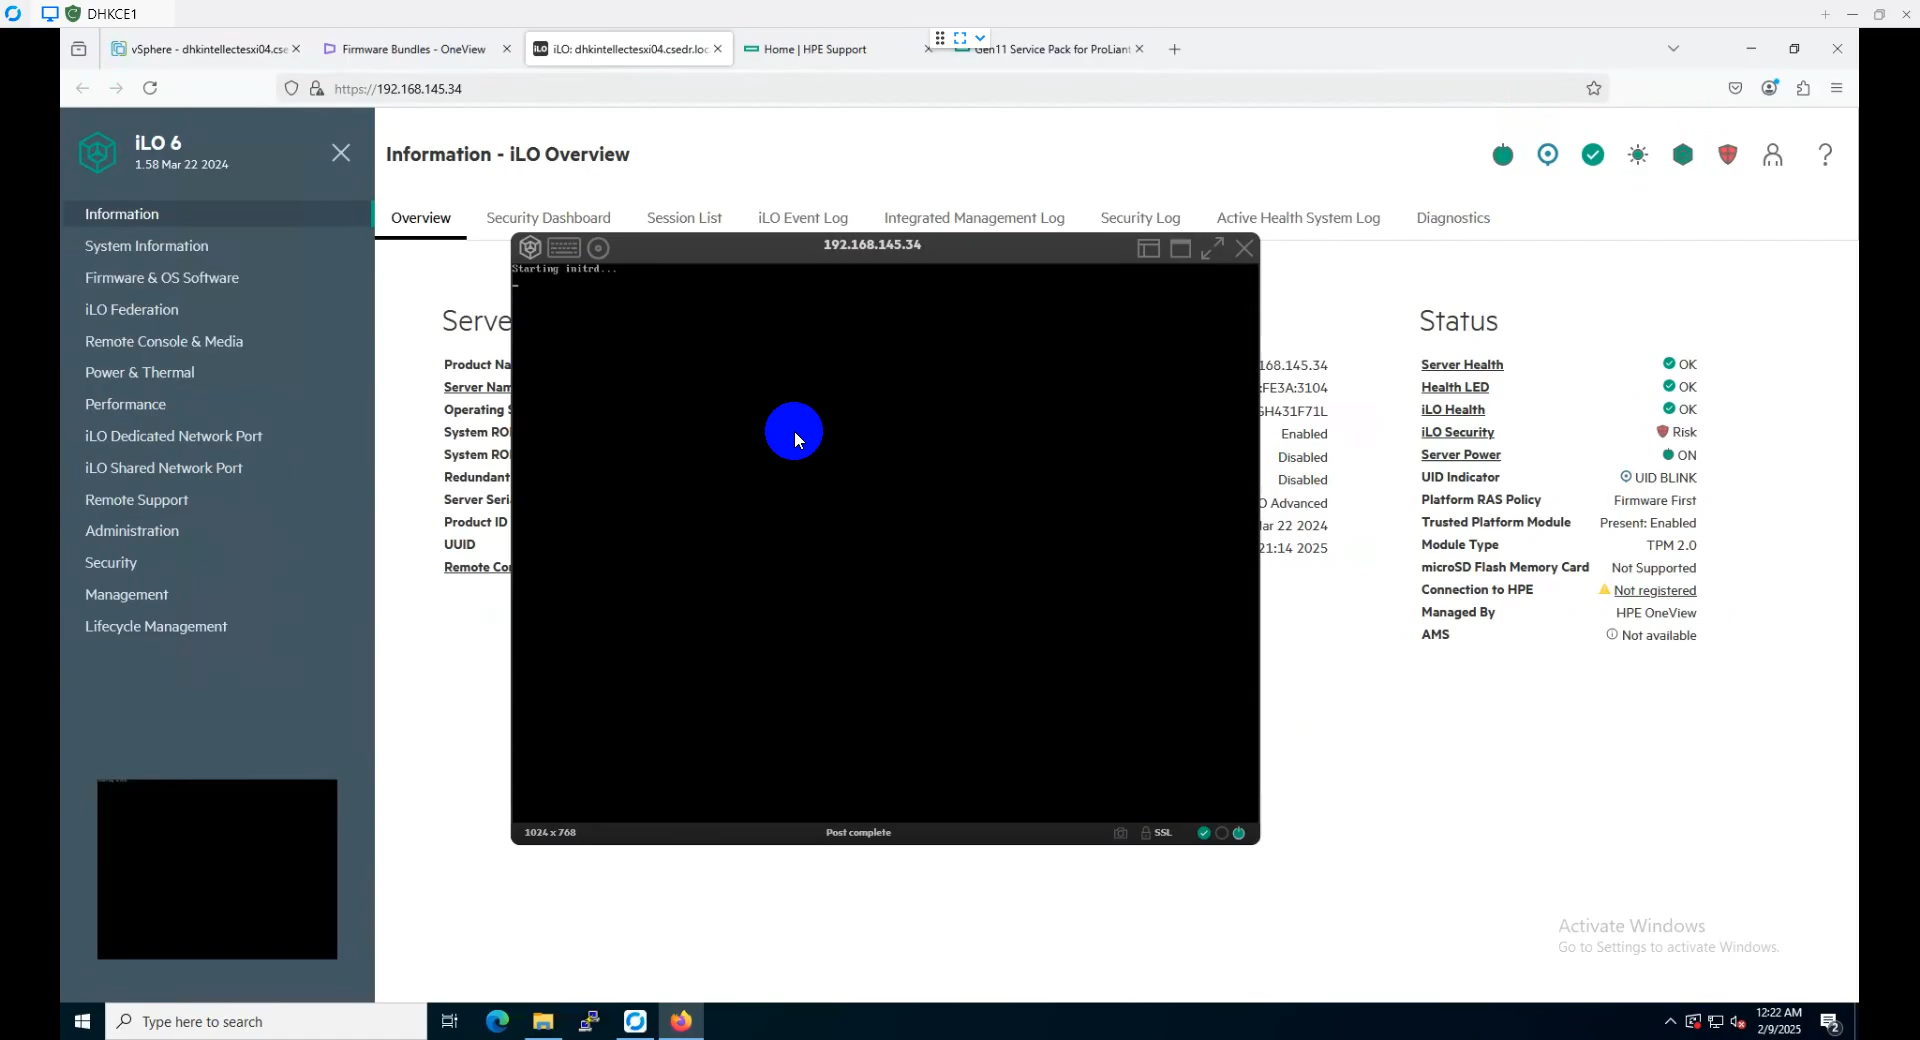 DHKCE1
vSphere - dhkintellectesxi04.cse
Firmware Bundles - OneView
iLO: dhkintellectesxi04.csedr.loc
Home | HPE Support
Gen11 Service Pack for ProLiant
https://192.168.145.34
iLO 6
1.58 Mar 22 2024
Information - iLO Overview
Information
System Information
Firmware & OS Software
iLO Federation
Remote Console & Media
Power & Thermal
Performance
iLO Dedicated Network Port
iLO Shared Network Port
Remote Support
Administration
Security
Management
Lifecycle Management
Overview
Security Dashboard
Session List
iLO Event Log
Integrated Management Log
Security Log
Active Health System Log
Diagnostics
192.168.145.34
Starting initrd...
1024 x 768
Post complete
SSL
Serve
Product Na
Server Nam
Operating S
System RO
System RO
Redundant
Server Seri
Product ID
UUID
Remote Co
168.145.34
:FE3A:3104
GH431F71L
Enabled
Disabled
Disabled
O Advanced
ar 22 2024
21:14 2025
Status
Server Health OK
Health LED OK
iLO Health OK
iLO Security Risk
Server Power ON
UID Indicator UID BLINK
Platform RAS Policy Firmware First
Trusted Platform Module Present: Enabled
Module Type TPM 2.0
microSD Flash Memory Card Not Supported
Connection to HPE Not registered
Managed By HPE OneView
AMS Not available
Activate Windows
Go to Settings to activate Windows.
Type here to search
12:22 AM
2/9/2025
2